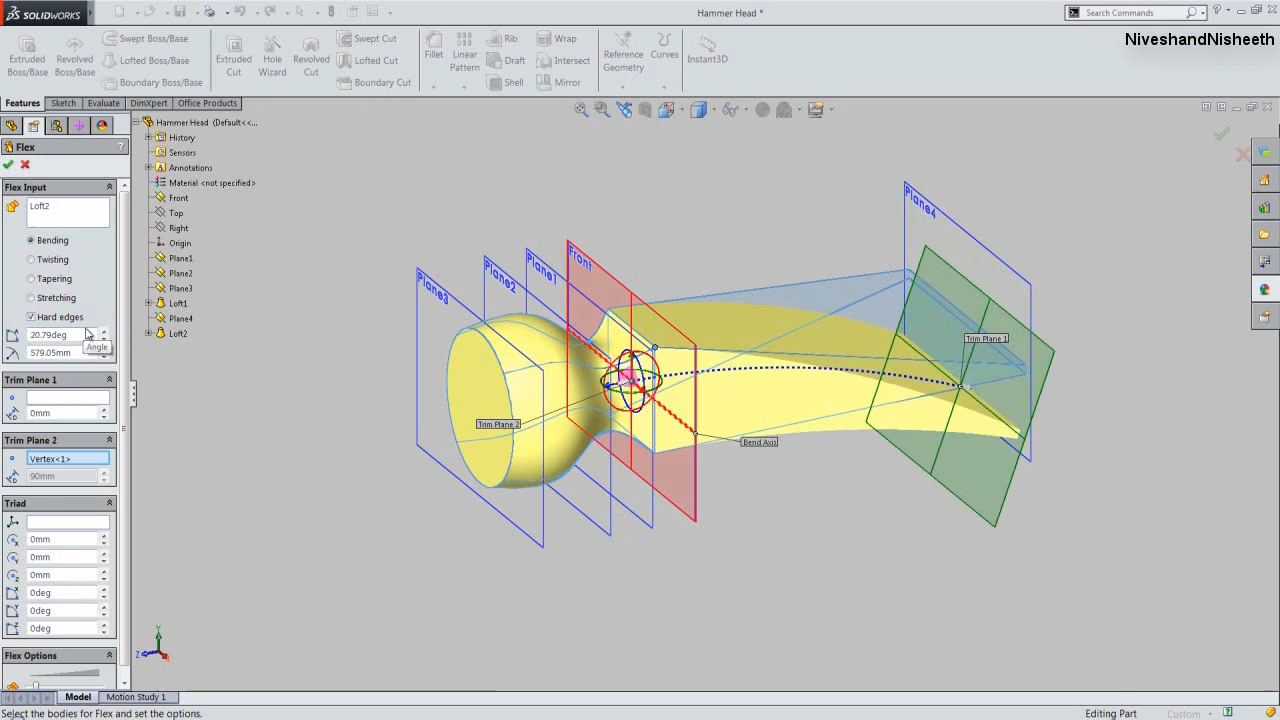 SOLIDWORKS
Hammer Head *
Search Commands
NiveshandNisheeth
Extruded Boss/Base
Revolved Boss/Base
Swept Boss/Base
Lofted Boss/Base
Boundary Boss/Base
Extruded Cut
Hole Wizard
Revolved Cut
Swept Cut
Lofted Cut
Boundary Cut
Fillet
Linear Pattern
Rib
Draft
Shell
Wrap
Intersect
Mirror
Reference Geometry
Curves
Instant3D
Features
Sketch
Evaluate
DimXpert
Office Products
Flex
?
Flex Input
Loft2
Bending
Twisting
Tapering
Stretching
Hard edges
20.79deg
Angle
579.05mm
Trim Plane 1
0mm
Trim Plane 2
Vertex<1>
90mm
Triad
0mm
0mm
0mm
0deg
0deg
0deg
Flex Options
Hammer Head (Default<<...
History
Sensors
Annotations
Material <not specified>
Front
Top
Right
Origin
Plane1
Plane2
Plane3
Loft1
Plane4
Loft2
Plane3
Plane2
Plane1
Front
Plane4
Trim Plane 1
Trim Plane 2
Bend Axis
Y
Z
X
Model
Motion Study 1
Select the bodies for Flex and set the options.
Editing Part
Custom